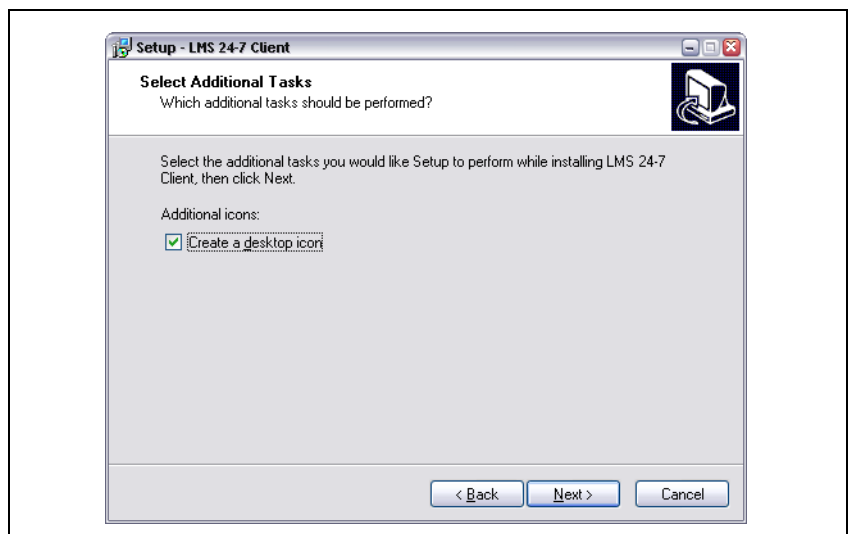 Setup - LMS 24-7 Client
Select Additional Tasks
Which additional tasks should be performed?
Select the additional tasks you would like Setup to perform while installing LMS 24-7
Client, then click Next.
Additional icons:
Create a desktop icon
< Back Next > Cancel